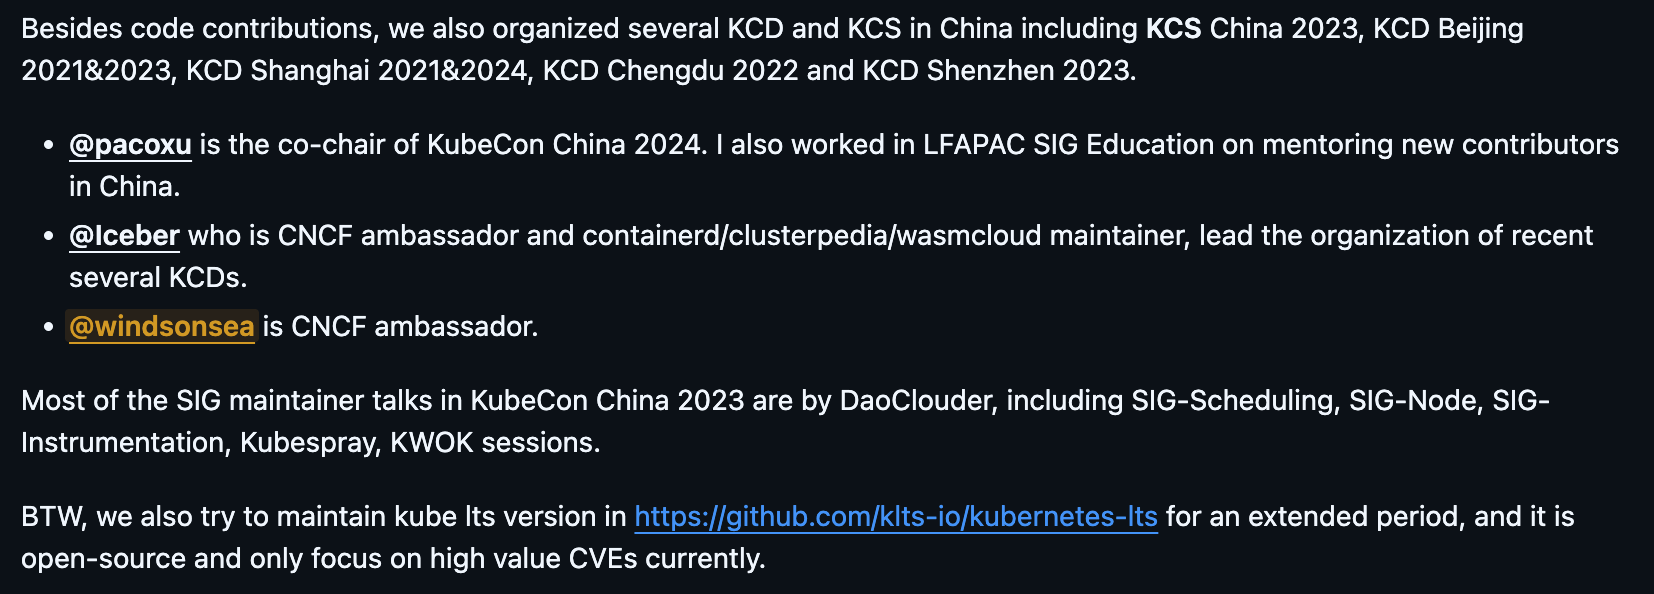 Besides code contributions, we also organized several KCD and KCS in China including KCS China 2023, KCD Beijing
2021&2023, KCD Shanghai 2021&2024, KCD Chengdu 2022 and KCD Shenzhen 2023.
• @pacoxu is the co-chair of KubeCon China 2024. I also worked in LFAPAC SIG Education on mentoring new contributors
in China.
• @Iceber who is CNCF ambassador and containerd/clusterpedia/wasmcloud maintainer, lead the organization of recent
several KCDs.
• @windsonsea is CNCF ambassador.
Most of the SIG maintainer talks in KubeCon China 2023 are by DaoClouder, including SIG-Scheduling, SIG-Node, SIG-
Instrumentation, Kubespray, KWOK sessions.
BTW, we also try to maintain kube lts version in https://github.com/klts-io/kubernetes-lts for an extended period, and it is
open-source and only focus on high value CVEs currently.